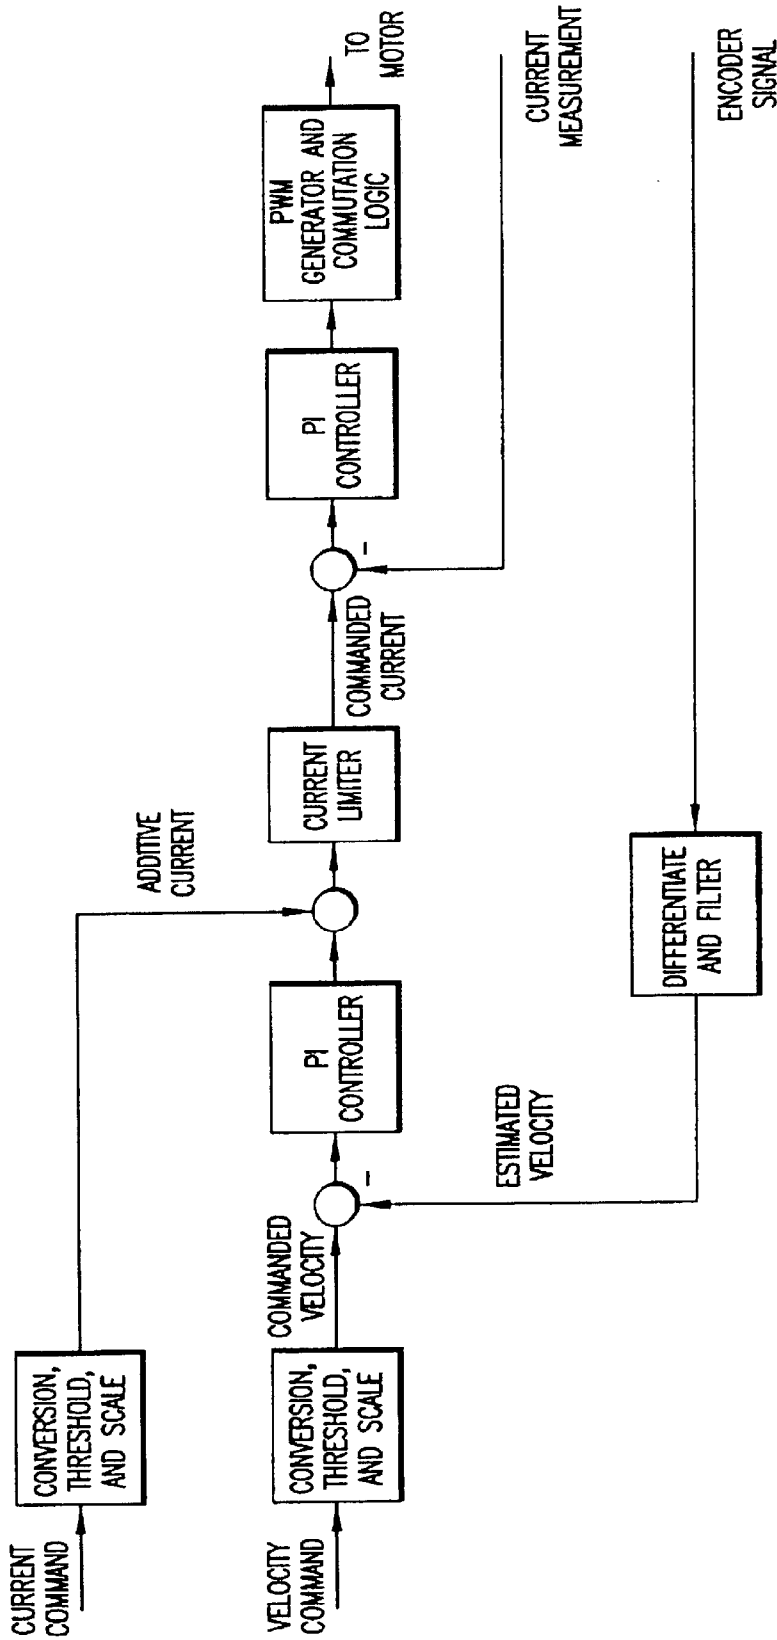 CURRENT
COMMAND
CONVERSION,
THRESHOLD,
AND SCALE
ADDITIVE
CURRENT
VELOCITY
COMMAND
CONVERSION,
THRESHOLD,
AND SCALE
COMMANDED
VELOCITY
-
PI
CONTROLLER
CURRENT
LIMITER
COMMANDED
CURRENT
-
PI
CONTROLLER
PWM
GENERATOR AND
COMMUTATION
LOGIC
TO
MOTOR
ESTIMATED
VELOCITY
DIFFERENTIATE
AND FILTER
CURRENT
MEASUREMENT
ENCODER
SIGNAL